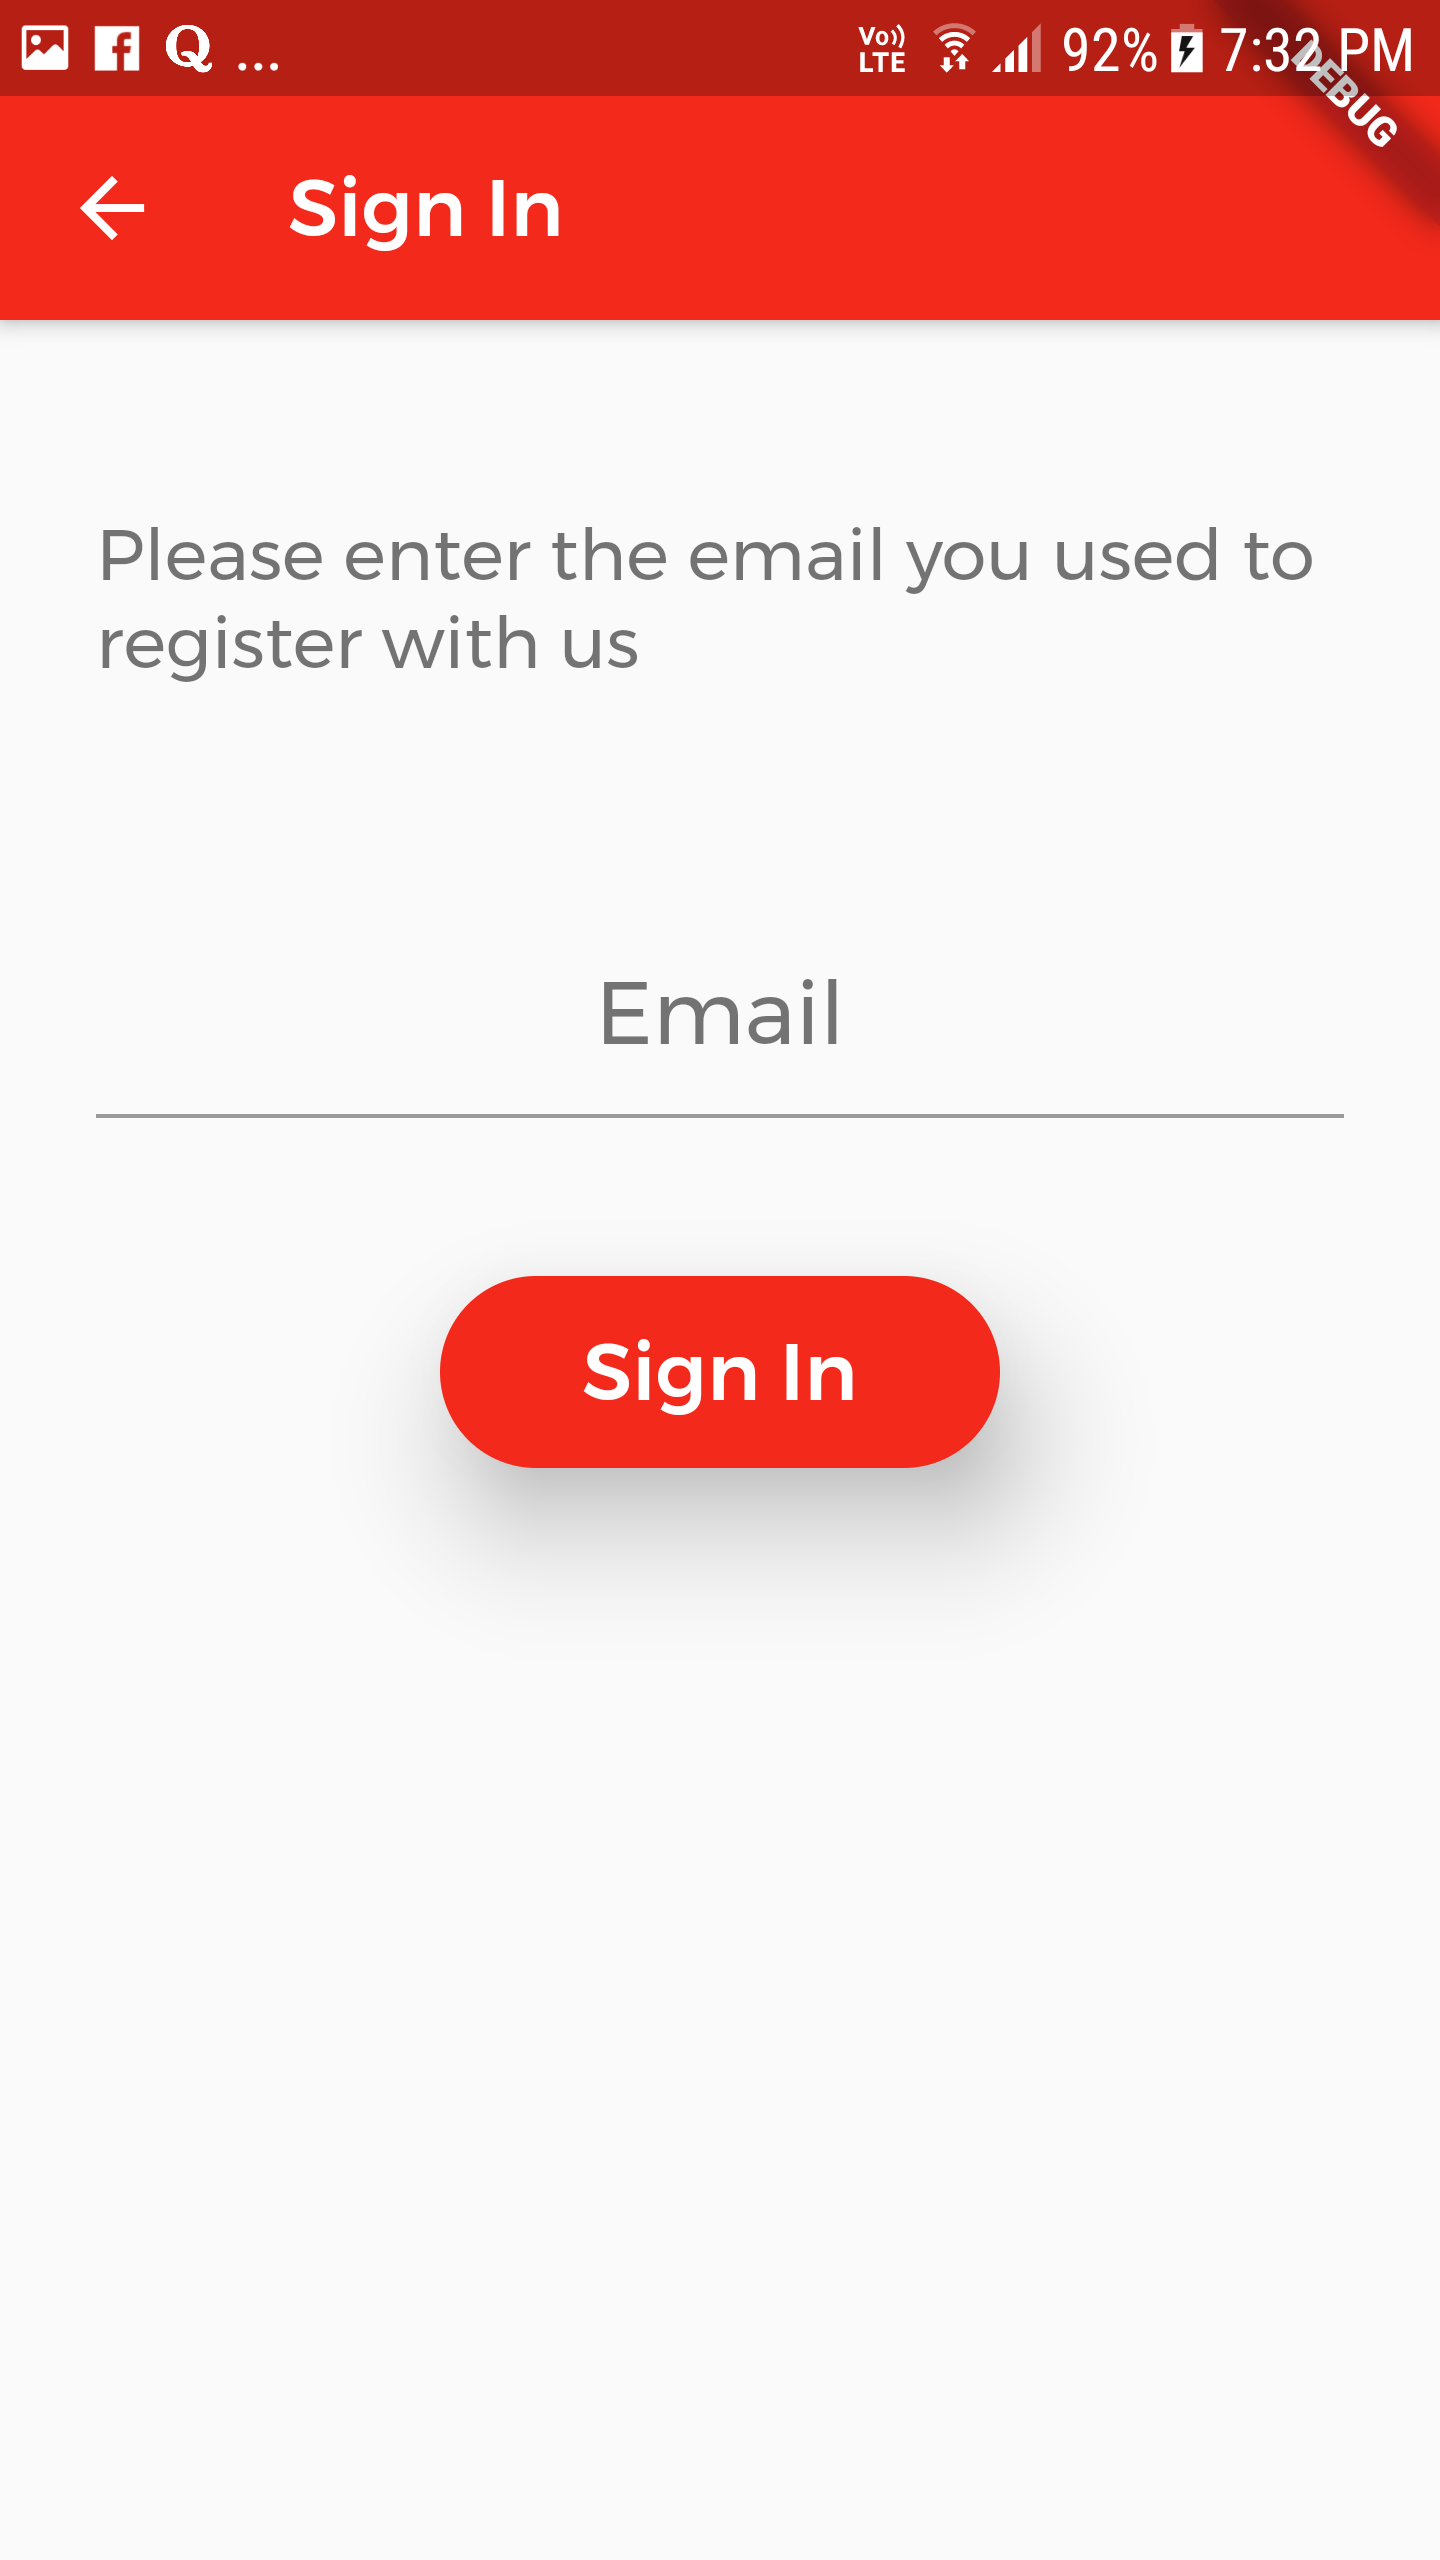 Q ... Vo)) LTE 92% 7:32 PM
DEBUG
Sign In
Please enter the email you used to
register with us
Email
Sign In